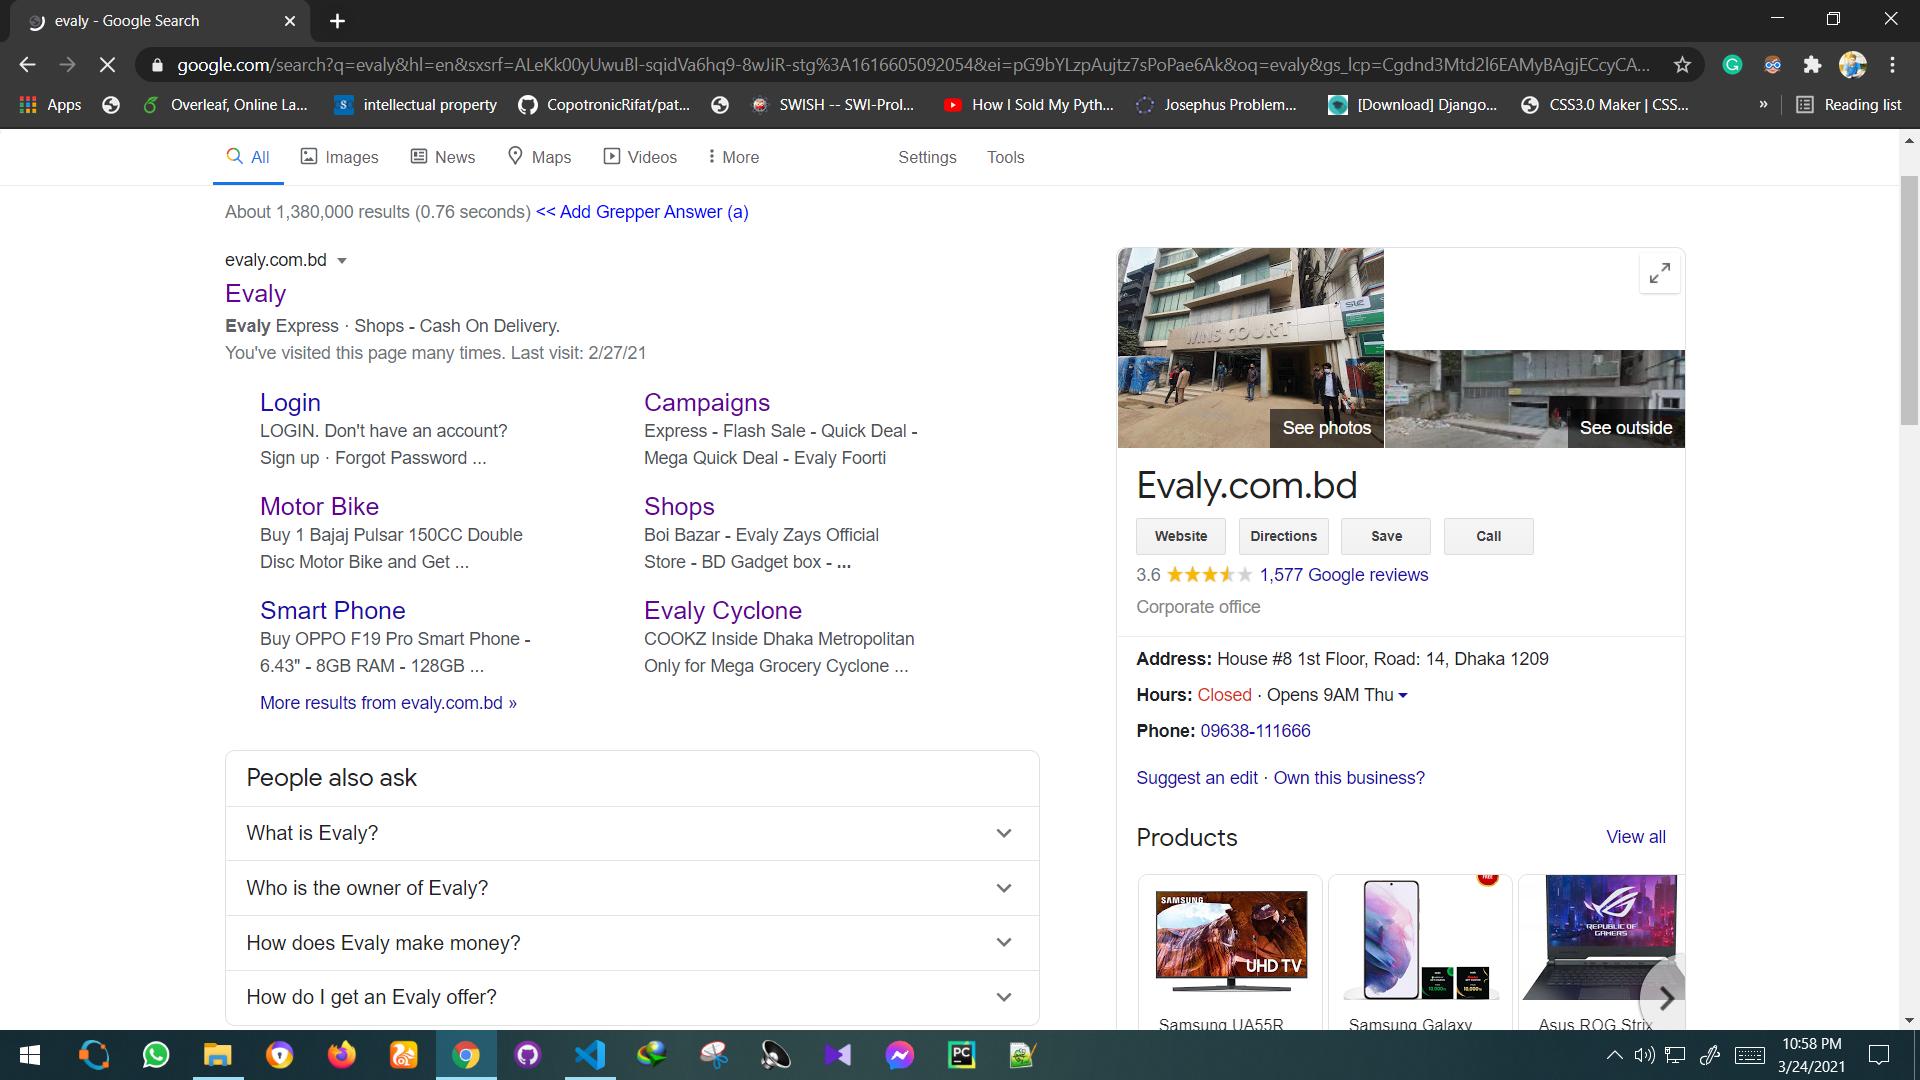 evaly - Google Search
google.com/search?q=evaly&hl=en&sxsrf=ALeKk00yUwuBl-sqidVa6hq9-8wJiR-stg%3A1616605092054&ei=pG9bYLzpAujtz7sPoPae6Ak&oq=evaly&gs_lcp=Cgdnd3Mtd2l6EAMyBAgjECcyCA...
Apps Overleaf, Online La... intellectual property CopotronicRifat/pat... SWISH -- SWI-Prol... How I Sold My Pyth... Josephus Problem... [Download] Django... CSS3.0 Maker | CSS... » Reading list
All Images News Maps Videos More Settings Tools
About 1,380,000 results (0.76 seconds) << Add Grepper Answer (a)
evaly.com.bd
Evaly
Evaly Express · Shops - Cash On Delivery.
You've visited this page many times. Last visit: 2/27/21
Login
LOGIN. Don't have an account?
Sign up · Forgot Password ...
Campaigns
Express - Flash Sale - Quick Deal -
Mega Quick Deal - Evaly Foorti
Motor Bike
Buy 1 Bajaj Pulsar 150CC Double
Disc Motor Bike and Get ...
Shops
Boi Bazar - Evaly Zays Official
Store - BD Gadget box - ...
Smart Phone
Buy OPPO F19 Pro Smart Phone -
6.43" - 8GB RAM - 128GB ...
Evaly Cyclone
COOKZ Inside Dhaka Metropolitan
Only for Mega Grocery Cyclone ...
More results from evaly.com.bd »
People also ask
What is Evaly?
Who is the owner of Evaly?
How does Evaly make money?
How do I get an Evaly offer?
WINS COURT
See photos
See outside
Evaly.com.bd
Website Directions Save Call
3.6 1,577 Google reviews
Corporate office
Address: House #8 1st Floor, Road: 14, Dhaka 1209
Hours: Closed · Opens 9AM Thu
Phone: 09638-111666
Suggest an edit · Own this business?
Products View all
SAMSUNG
UHD TV
FREE
REPUBLIC OF
GAMERS
Samsung UA55R
Samsung Galaxy
Asus ROG Strix
PC
10:58 PM
3/24/2021